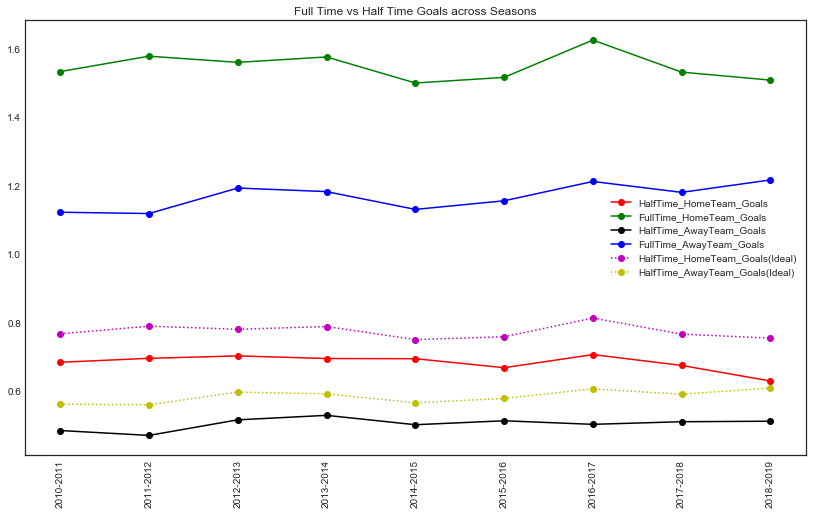 Full Time vs Half Time Goals across Seasons
1.6
1.4
1.2
1.0
0.8
0.6
HalfTime_HomeTeam_Goals
FullTime_HomeTeam_Goals
HalfTime_AwayTeam_Goals
FullTime_AwayTeam_Goals
HalfTime_HomeTeam_Goals(Ideal)
HalfTime_AwayTeam_Goals(Ideal)
2010-2011
2011-2012
2012-2013
2013-2014
2014-2015
2015-2016
2016-2017
2017-2018
2018-2019